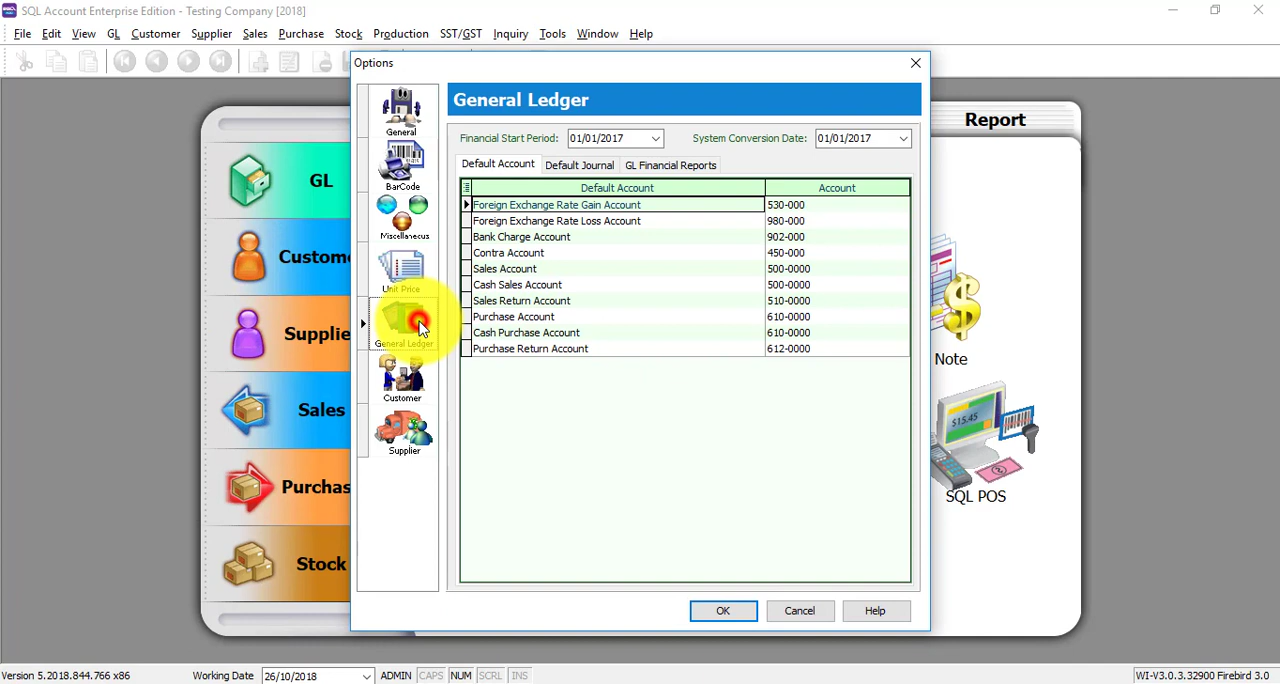 SQL Account Enterprise Edition - Testing Company [2018]
File Edit View GL Customer Supplier Sales Purchase Stock Production SST/GST Inquiry Tools Window Help
Options
General
BarCode
Miscellaneous
Unit Price
General Ledger
Customer
Supplier
General Ledger
Financial Start Period: 01/01/2017 System Conversion Date: 01/01/2017
Default Account Default Journal GL Financial Reports
Default Account Account
Foreign Exchange Rate Gain Account 530-000
Foreign Exchange Rate Loss Account 980-000
Bank Charge Account 902-000
Contra Account 450-000
Sales Account 500-0000
Cash Sales Account 500-0000
Sales Return Account 510-0000
Purchase Account 610-0000
Cash Purchase Account 610-0000
Purchase Return Account 612-0000
OK Cancel Help
GL
Custome
Supplie
Sales
Purchas
Stock
Report
Note
$15.45
SQL POS
Version 5.2018.844.766 x86 Working Date 26/10/2018 ADMIN CAPS NUM SCRL INS WI-V3.0.3.32900 Firebird 3.0